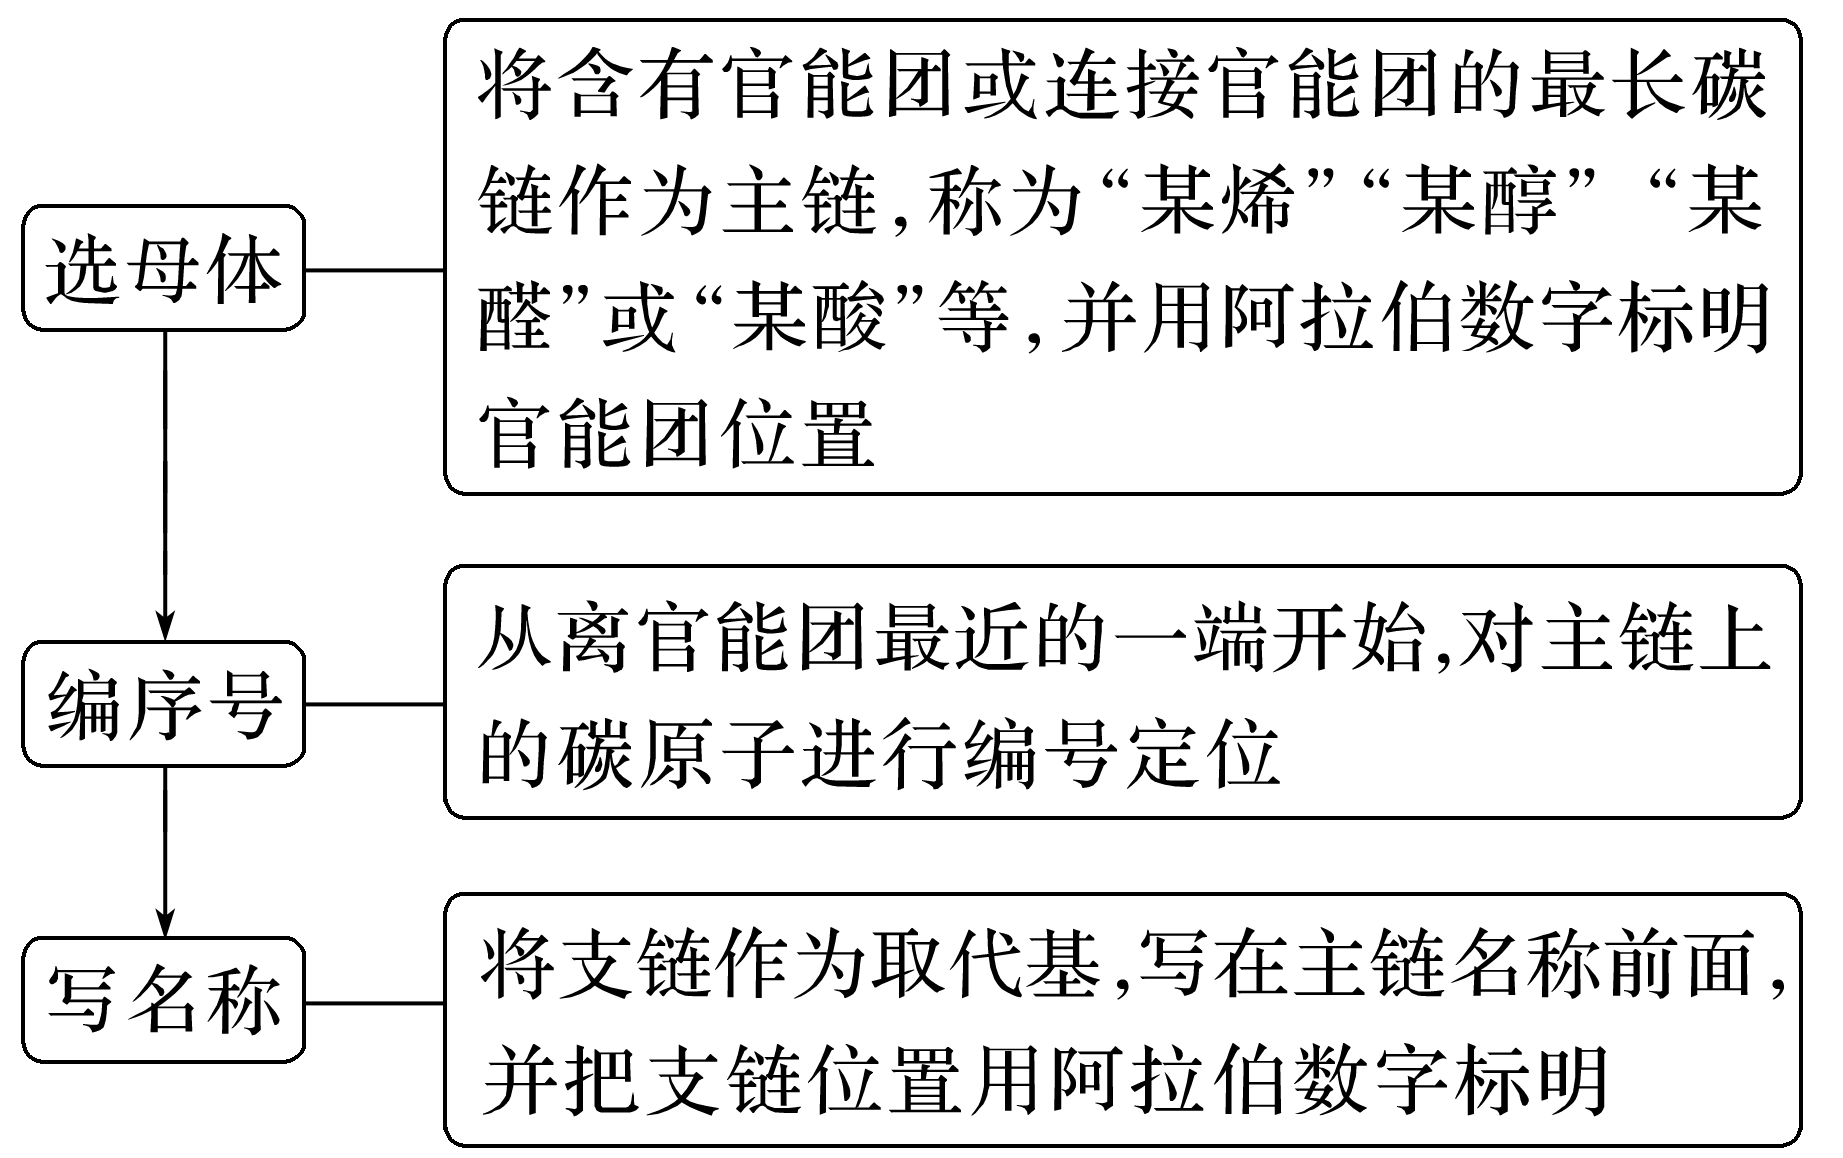 选母体
将含有官能团或连接官能团的最长碳
链作为主链,称为“某烯”“某醇”“某
醛”或“某酸”等,并用阿拉伯数字标明
官能团位置
编序号
从离官能团最近的一端开始,对主链上
的碳原子进行编号定位
写名称
将支链作为取代基,写在主链名称前面,
并把支链位置用阿拉伯数字标明